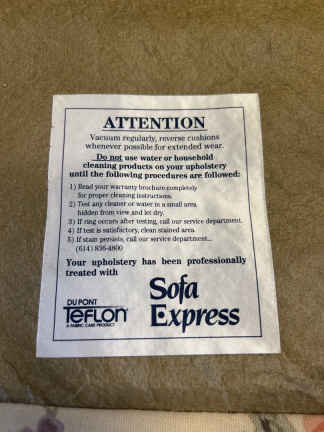 ATTENTION
Vacuum regularly, reverse cushions
whenever possible for extended wear.
Do not use water or household
cleaning products on your upholstery
until the following procedures are followed:
1) Read your warranty brochure completely
for proper cleaning instructions.
2) Test any cleaner or water in a small area
hidden from view and let dry.
3) If ring occurs after testing, call our service department.
4) If test is satisfactory, clean stained area.
5) If stain persists, call our service department...
(614) 836-4800
Your upholstery has been professionally
treated with
DU PONT
TEFLON
A FABRIC CARE PRODUCT
Sofa
Express